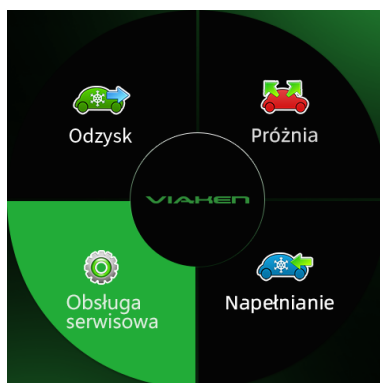 Odzysk
Próżnia
VIAKEN
Obsługa
serwisowa
Napełnianie